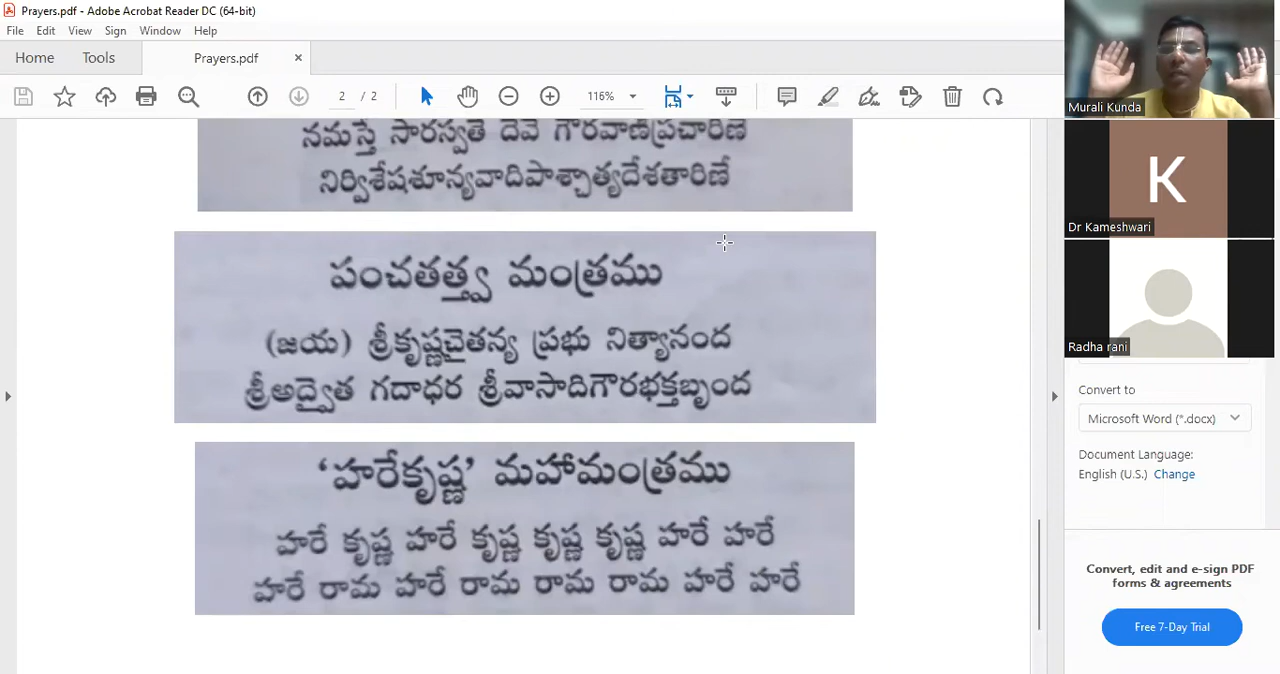 Prayers.pdf - Adobe Acrobat Reader DC (64-bit)
File Edit View Sign Window Help
Home Tools Prayers.pdf ×
2 / 2 116%
నమస్తే సారస్వతే దేవే గౌరవాణీప్రచారిణే
నిర్విశేషశూన్యవాదిపాశ్చాత్యదేశతారిణే
పంచతత్త్వ మంత్రము
(జయ) శ్రీకృష్ణచైతన్య ప్రభు నిత్యానంద
శ్రీఅద్వైత గదాధర శ్రీవాసాదిగౌరభక్తబృంద
‘హరేకృష్ణ’ మహామంత్రము
హరే కృష్ణ హరే కృష్ణ కృష్ణ కృష్ణ హరే హరే
హరే రామ హరే రామ రామ రామ హరే హరే
Murali Kunda
K
Dr Kameshwari
Radha rani
Convert to
Microsoft Word (*.docx)
Document Language:
English (U.S.) Change
Convert, edit and e-sign PDF
forms & agreements
Free 7-Day Trial